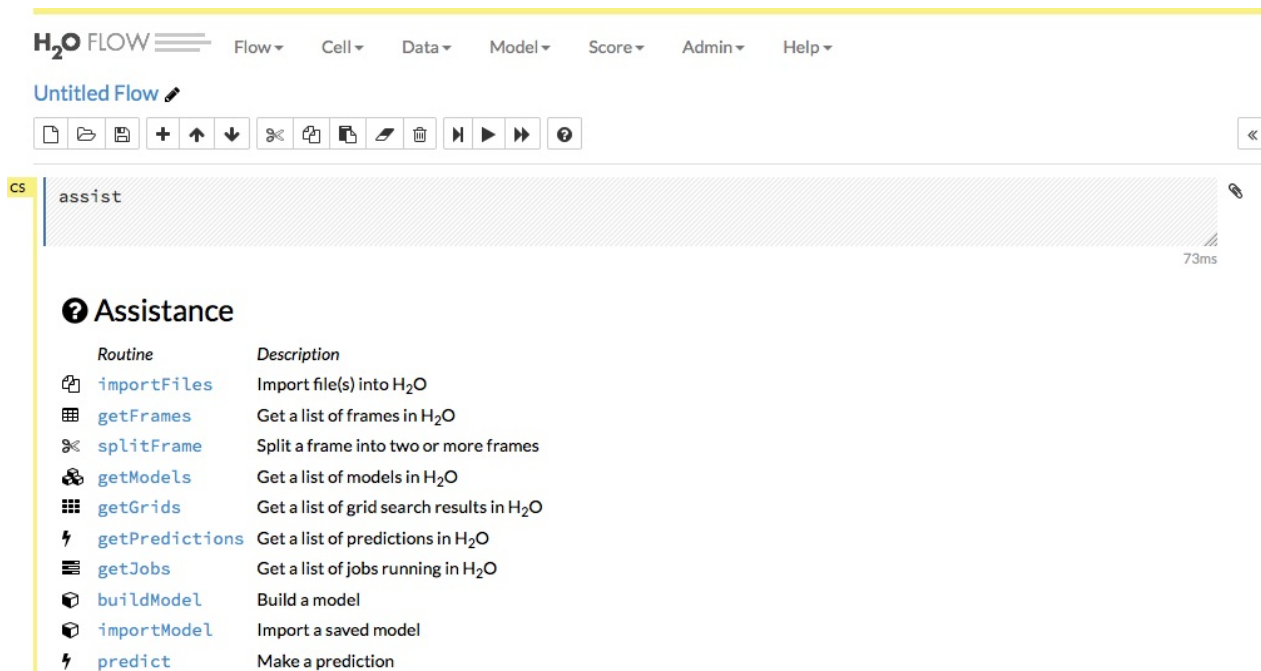 H2O FLOW Flow Cell Data Model Score Admin Help
Untitled Flow
CS
assist
73ms
Assistance
Routine Description
importFiles Import file(s) into H2O
getFrames Get a list of frames in H2O
splitFrame Split a frame into two or more frames
getModels Get a list of models in H2O
getGrids Get a list of grid search results in H2O
getPredictions Get a list of predictions in H2O
getJobs Get a list of jobs running in H2O
buildModel Build a model
importModel Import a saved model
predict Make a prediction